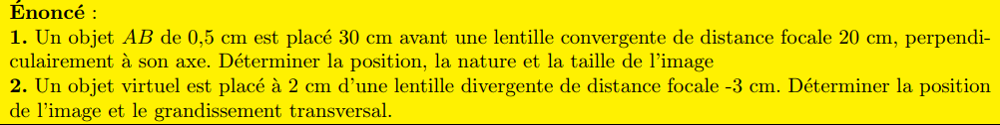 Énoncé :
1. Un objet AB de 0,5 cm est placé 30 cm avant une lentille convergente de distance focale 20 cm, perpendi-
culairement à son axe. Déterminer la position, la nature et la taille de l'image
2. Un objet virtuel est placé à 2 cm d'une lentille divergente de distance focale -3 cm. Déterminer la position
de l'image et le grandissement transversal.